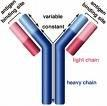 antigen
binding site
variable
constant
antigen
binding site
light chain
heavy chain